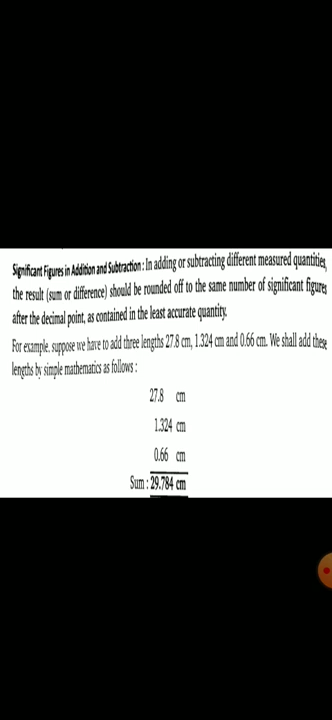 Significant Figures in Addition and Subtraction : In adding or subtracting different measured quantities,
the result (sum or difference) should be rounded off to the same number of significant figures
after the decimal point, as contained in the least accurate quantity.
For example, suppose we have to add three lengths 27.8 cm, 1.324 cm and 0.66 cm. We shall add these
lengths by simple mathematics as follows :
27.8 cm
1.324 cm
0.66 cm
Sum : 29.784 cm